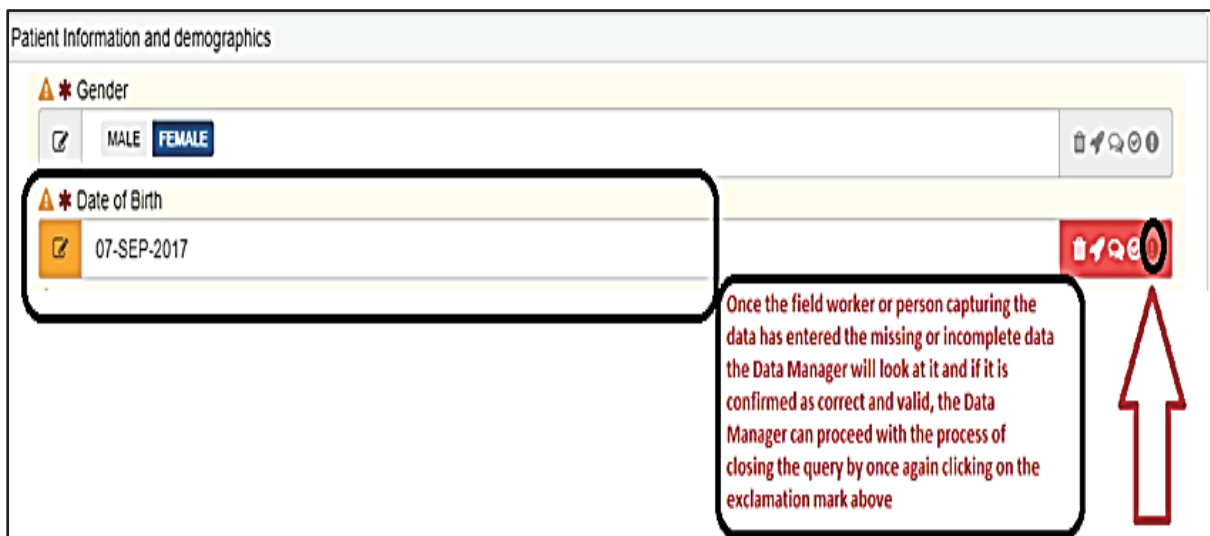 Patient Information and demographics
Gender
MALE FEMALE
Date of Birth
07-SEP-2017
Once the field worker or person capturing the
data has entered the missing or incomplete data
the Data Manager will look at it and if it is
confirmed as correct and valid, the Data
Manager can proceed with the process of
closing the query by once again clicking on the
exclamation mark above